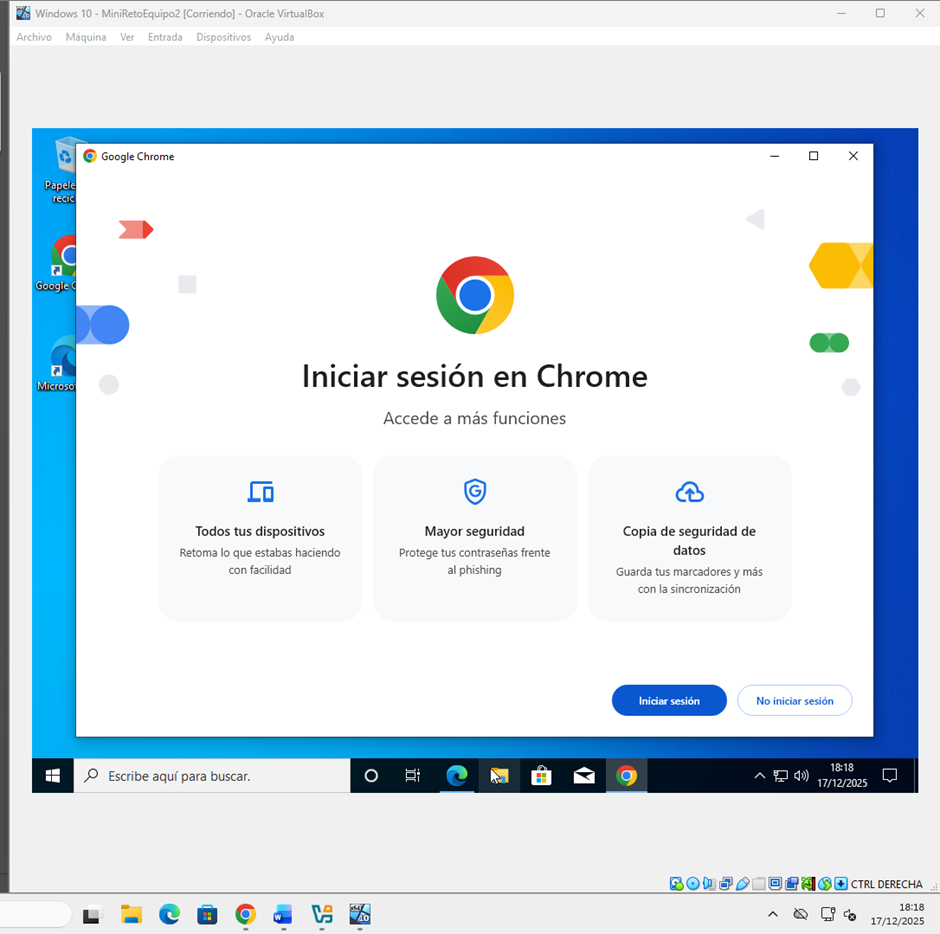 Windows 10 - MiniRetoEquipo2 [Corriendo] - Oracle VirtualBox
Archivo Máquina Ver Entrada Dispositivos Ayuda
Google Chrome
Papele
recic
Google C
Microso
Iniciar sesión en Chrome
Accede a más funciones
Todos tus dispositivos
Retoma lo que estabas haciendo
con facilidad
Mayor seguridad
Protege tus contraseñas frente
al phishing
Copia de seguridad de
datos
Guarda tus marcadores y más
con la sincronización
Iniciar sesión
No iniciar sesión
Escribe aquí para buscar.
18:18
17/12/2025
CTRL DERECHA
18:18
17/12/2025